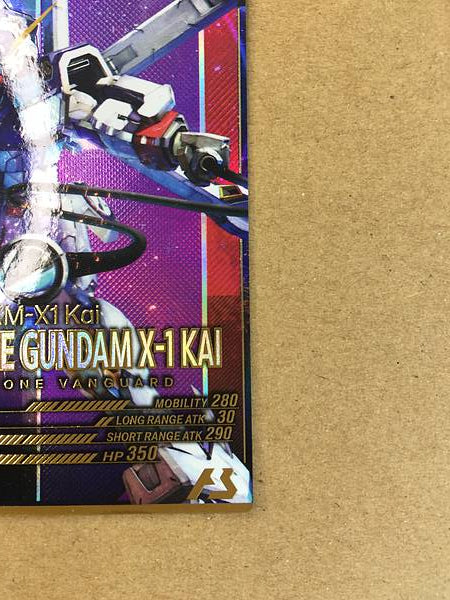 M-X1 Kai
E GUNDAM X-1 KAI
ONE VANGUARD
MOBILITY 280
LONG RANGE ATK 30
SHORT RANGE ATK 290
HP 350